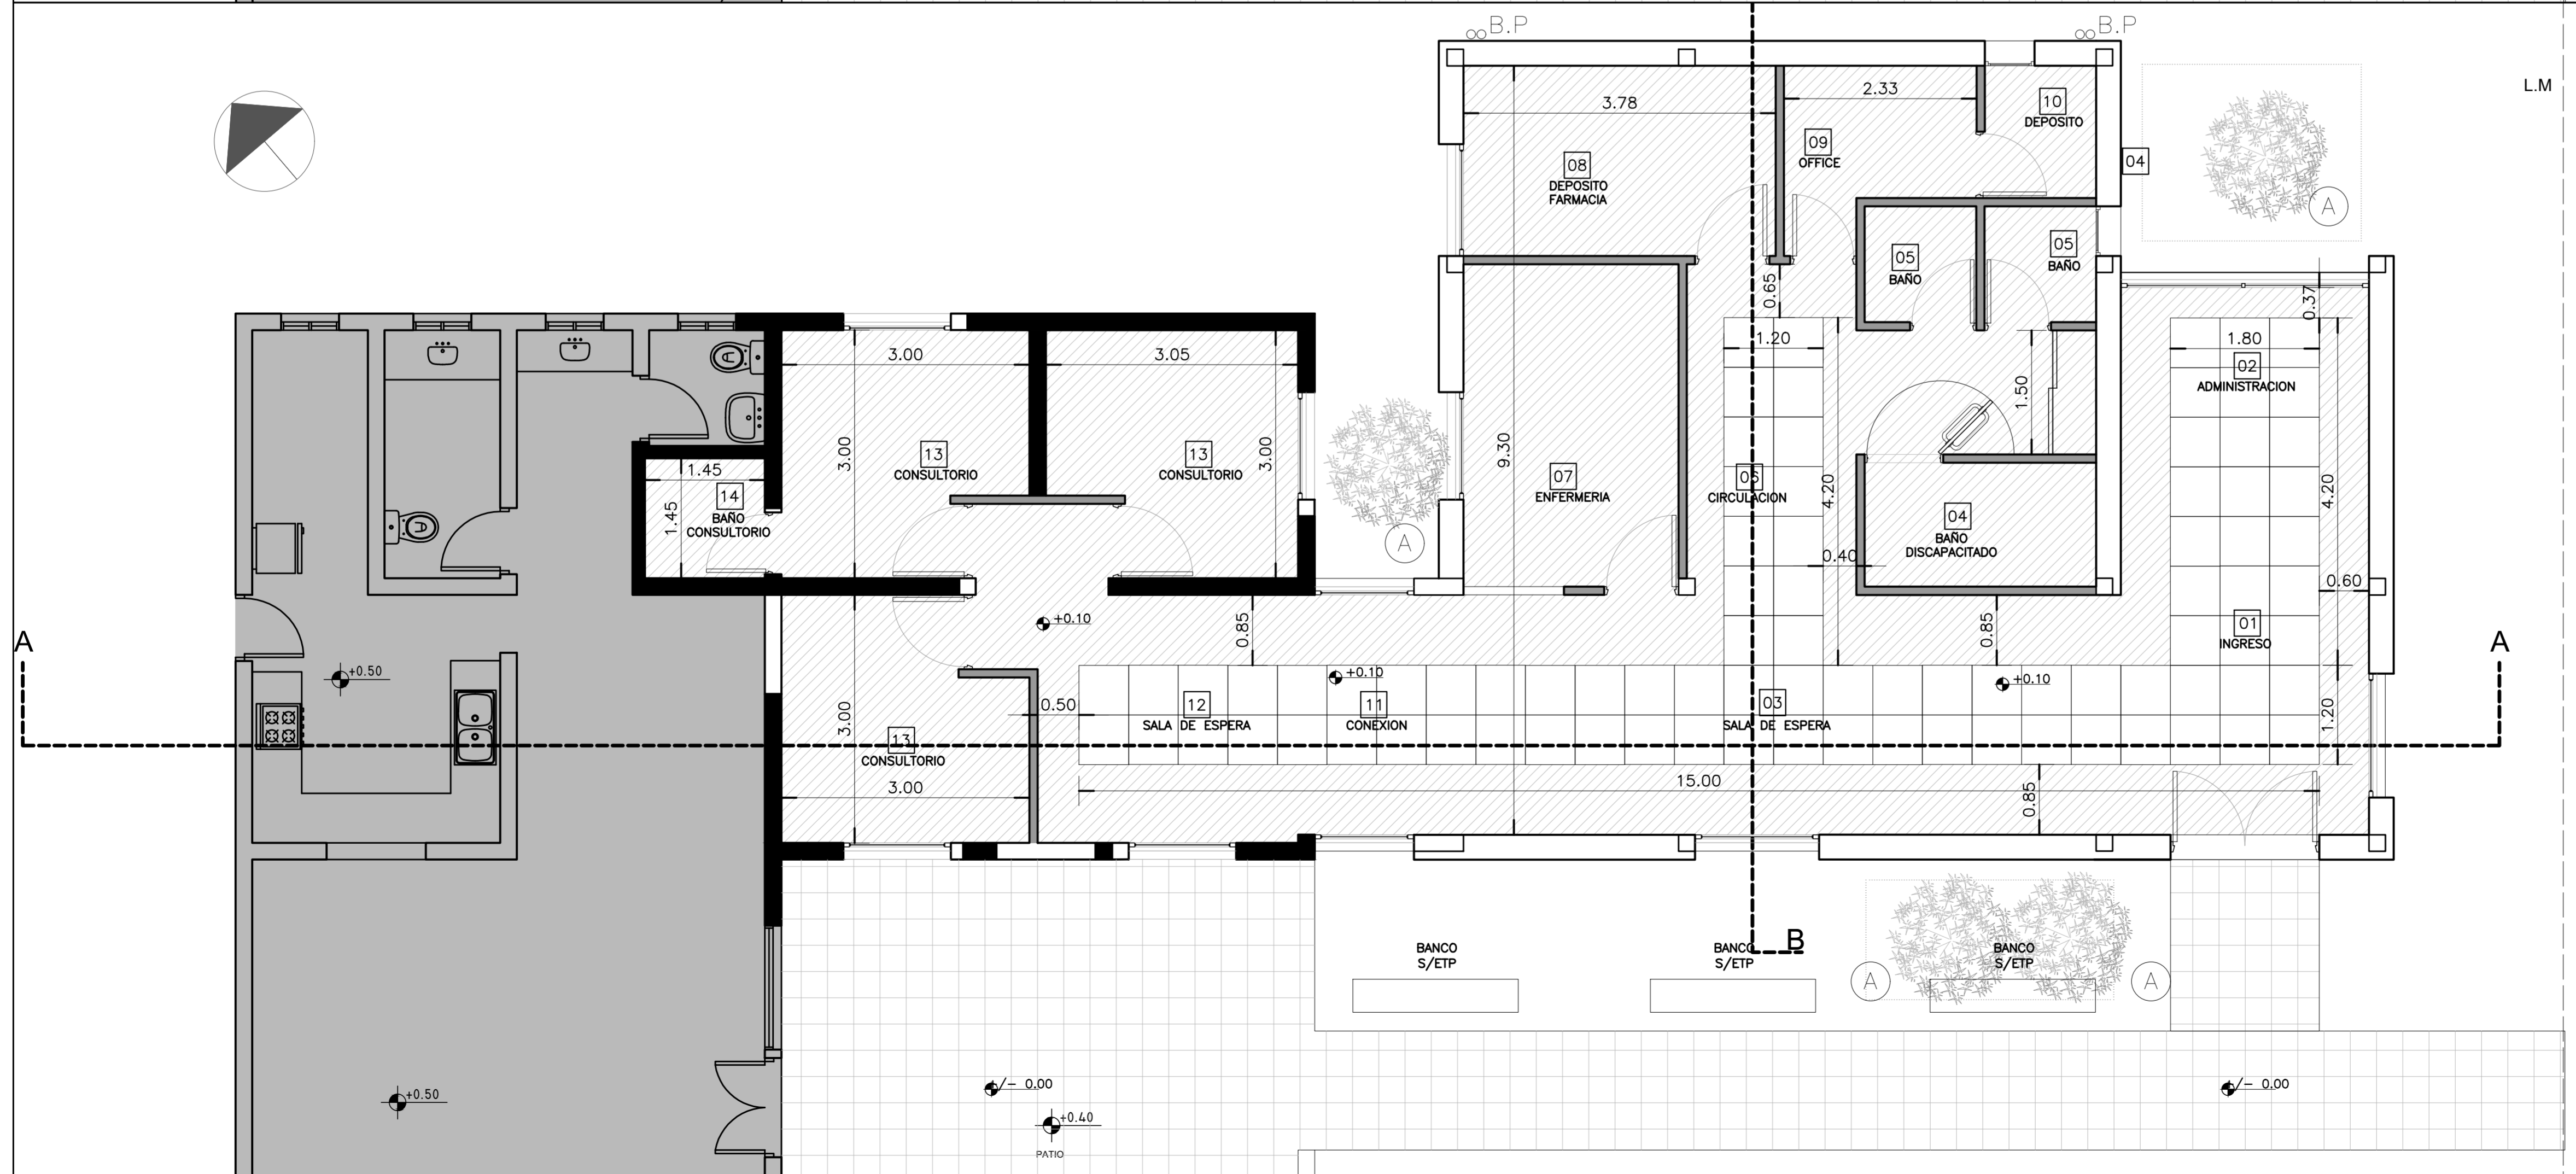 B.P
B.P
L.M
3.78
2.33
10
DEPOSITO
09
OFFICE
04
08
DEPOSITO
FARMACIA
A
05
BAÑO
05
BAÑO
0.65
0.37
3.00
3.05
1.20
1.80
02
ADMINISTRACION
1.50
3.00
13
CONSULTORIO
13
CONSULTORIO
3.00
9.30
07
ENFERMERIA
06
CIRCULACION
4.20
4.20
1.45
14
BAÑO
CONSULTORIO
1.45
A
04
BAÑO
DISCAPACITADO
0.40
0.60
+0.10
0.85
0.85
01
INGRESO
A
A
+0.50
+0.10
+0.10
3.00
0.50
12
SALA DE ESPERA
11
CONEXION
03
SALA DE ESPERA
1.20
13
CONSULTORIO
3.00
15.00
0.85
BANCO
S/ETP
BANCO
S/ETP
B
BANCO
S/ETP
A
A
+0.50
+/- 0.00
+/- 0.00
+0.40
PATIO